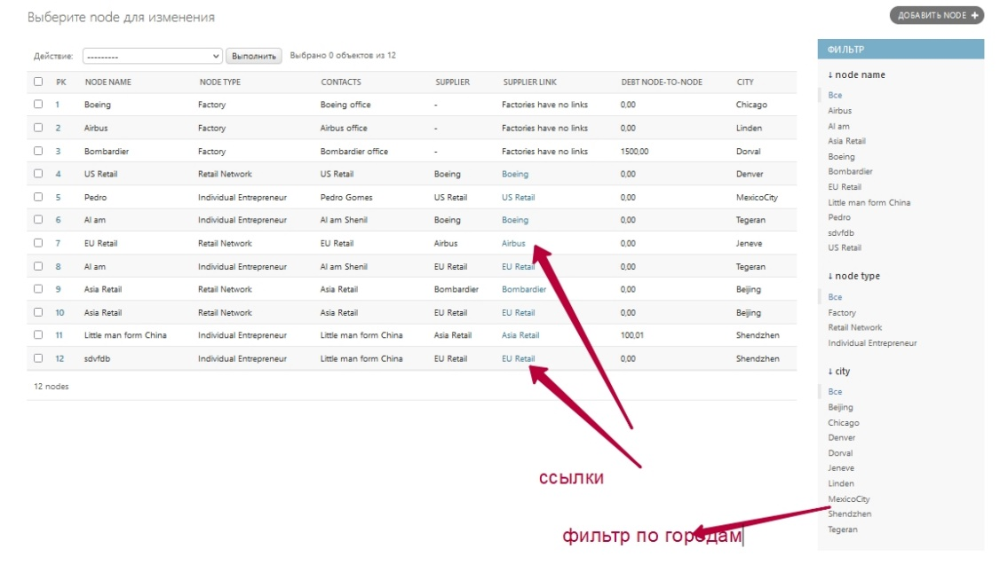 Выберите node для изменения
ДОБАВИТЬ NODE +
Действие: --------- Выполнить Выбрано 0 объектов из 12
PK NODE NAME NODE TYPE CONTACTS SUPPLIER SUPPLIER LINK DEBT NODE-TO-NODE CITY
1 Boeing Factory Boeing office - Factories have no links 0,00 Chicago
2 Airbus Factory Airbus office - Factories have no links 0,00 Linden
3 Bombardier Factory Bombardier office - Factories have no links 1500,00 Dorval
4 US Retail Retail Network US Retail Boeing Boeing 0,00 Denver
5 Pedro Individual Entrepreneur Pedro Gomes US Retail US Retail 0,00 MexicoCity
6 Al am Individual Entrepreneur Al am Shenil Boeing Boeing 0,00 Tegeran
7 EU Retail Retail Network EU Retail Airbus Airbus 0,00 Jeneve
8 Al am Individual Entrepreneur Al am Shenil EU Retail EU Retail 0,00 Tegeran
9 Asia Retail Retail Network Asia Retail Bombardier Bombardier 0,00 Beijing
10 Asia Retail Retail Network Asia Retail EU Retail EU Retail 0,00 Beijing
11 Little man form China Individual Entrepreneur Little man form China Asia Retail Asia Retail 100,01 Shendzhen
12 sdvfdb Individual Entrepreneur Little man form China EU Retail EU Retail 0,00 Shendzhen
12 nodes
ФИЛЬТР
↓ node name
Все
Airbus
Al am
Asia Retail
Boeing
Bombardier
EU Retail
Little man form China
Pedro
sdvfdb
US Retail
↓ node type
Все
Factory
Retail Network
Individual Entrepreneur
↓ city
Все
Beijing
Chicago
Denver
Dorval
Jeneve
Linden
MexicoCity
Shendzhen
Tegeran
ссылки
фильтр по городам